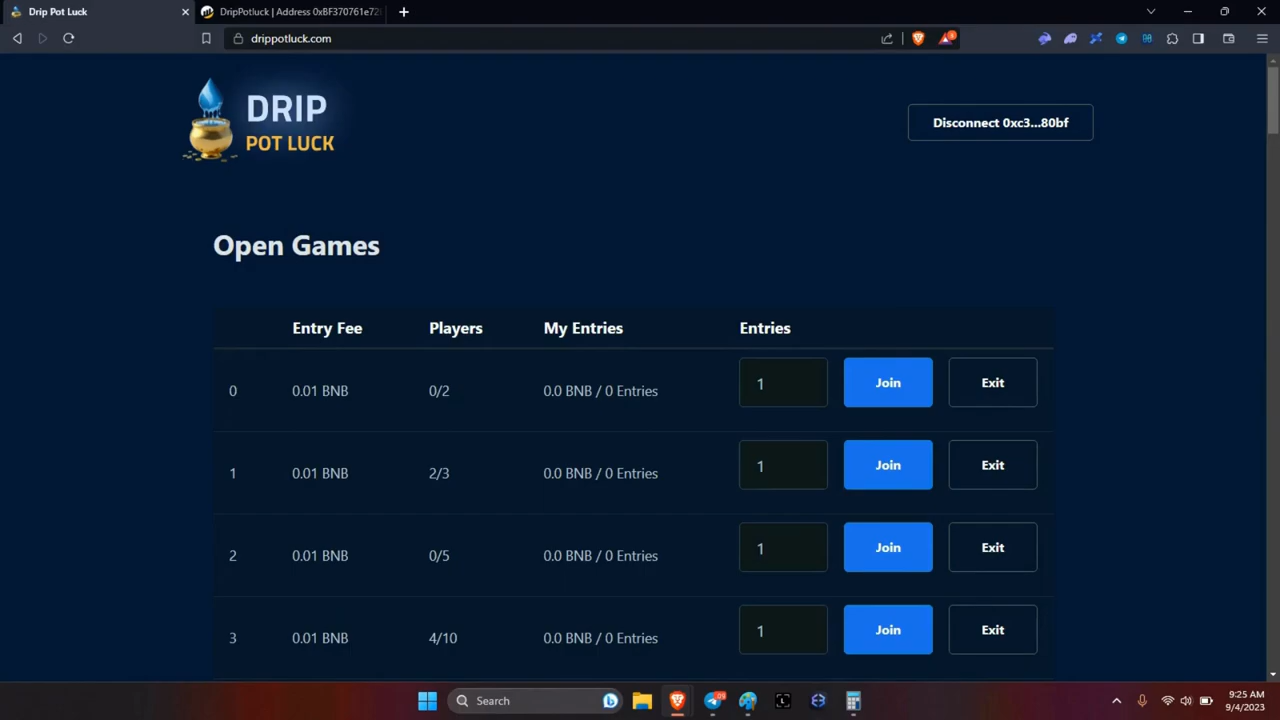 Drip Pot Luck
DripPotluck | Address 0xBF370761e72
drippotluck.com
DRIP
POT LUCK
Disconnect 0xc3...80bf
Open Games
Entry Fee Players My Entries Entries
0 0.01 BNB 0/2 0.0 BNB / 0 Entries 1 Join Exit
1 0.01 BNB 2/3 0.0 BNB / 0 Entries 1 Join Exit
2 0.01 BNB 0/5 0.0 BNB / 0 Entries 1 Join Exit
3 0.01 BNB 4/10 0.0 BNB / 0 Entries 1 Join Exit
Search
9:25 AM
9/4/2023